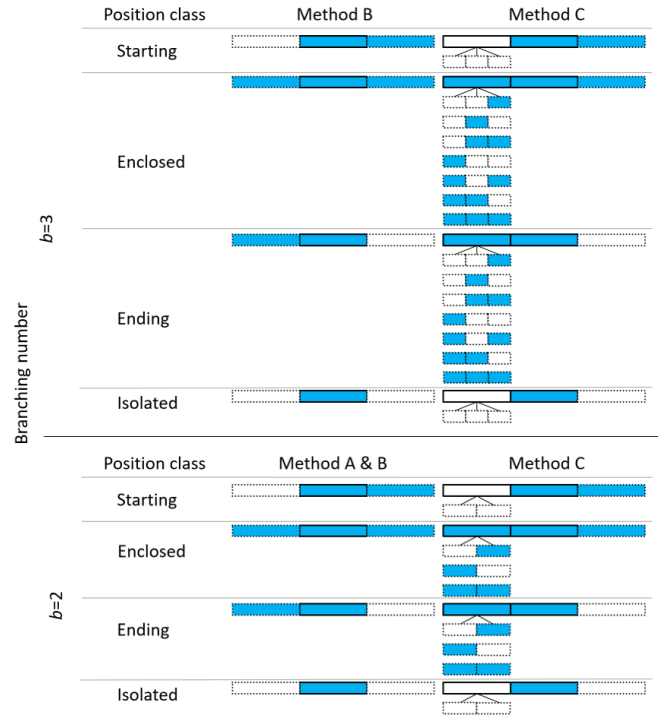 Position class Method B Method C
Starting
Enclosed
Ending
Isolated
b=3
Branching number
Position class Method A & B Method C
Starting
Enclosed
Ending
Isolated
b=2